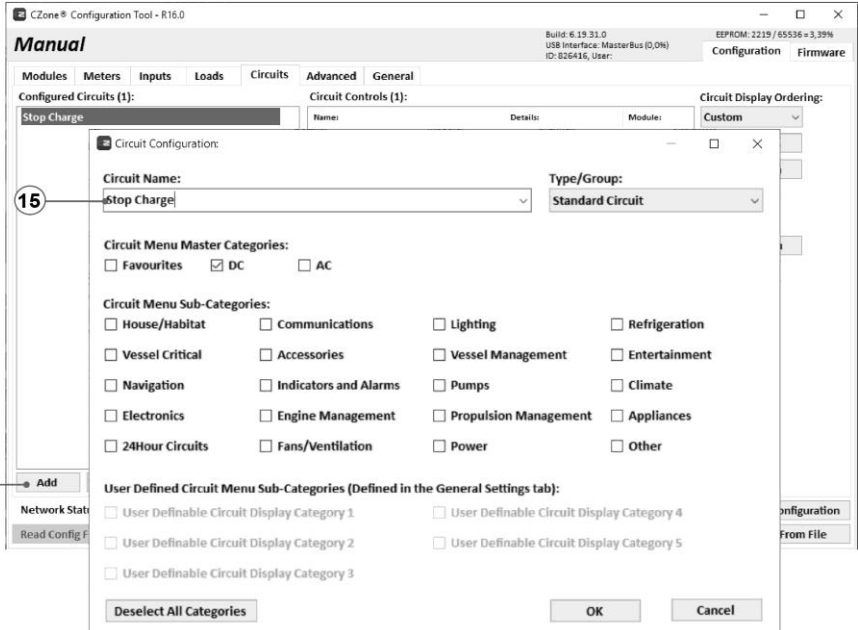 CZone® Configuration Tool - R16.0
Manual
Build: 6.19.31.0
USB Interface: MasterBus (0,0%)
ID: 826416, User:
EEPROM: 2219 / 65536 = 3,39%
Configuration Firmware
Modules Meters Inputs Loads Circuits Advanced General
Configured Circuits (1): Circuit Controls (1): Circuit Display Ordering:
Stop Charge Name: Details: Module: Custom
Circuit Configuration:
Circuit Name: Type/Group:
15 Stop Charge Standard Circuit
Circuit Menu Master Categories:
Favourites DC AC
Circuit Menu Sub-Categories:
House/Habitat Communications Lighting Refrigeration
Vessel Critical Accessories Vessel Management Entertainment
Navigation Indicators and Alarms Pumps Climate
Electronics Engine Management Propulsion Management Appliances
24Hour Circuits Fans/Ventilation Power Other
Add
User Defined Circuit Menu Sub-Categories (Defined in the General Settings tab):
Network User Definable Circuit Display Category 1 User Definable Circuit Display Category 4
Read Config User Definable Circuit Display Category 2 User Definable Circuit Display Category 5 From File
User Definable Circuit Display Category 3
Deselect All Categories OK Cancel